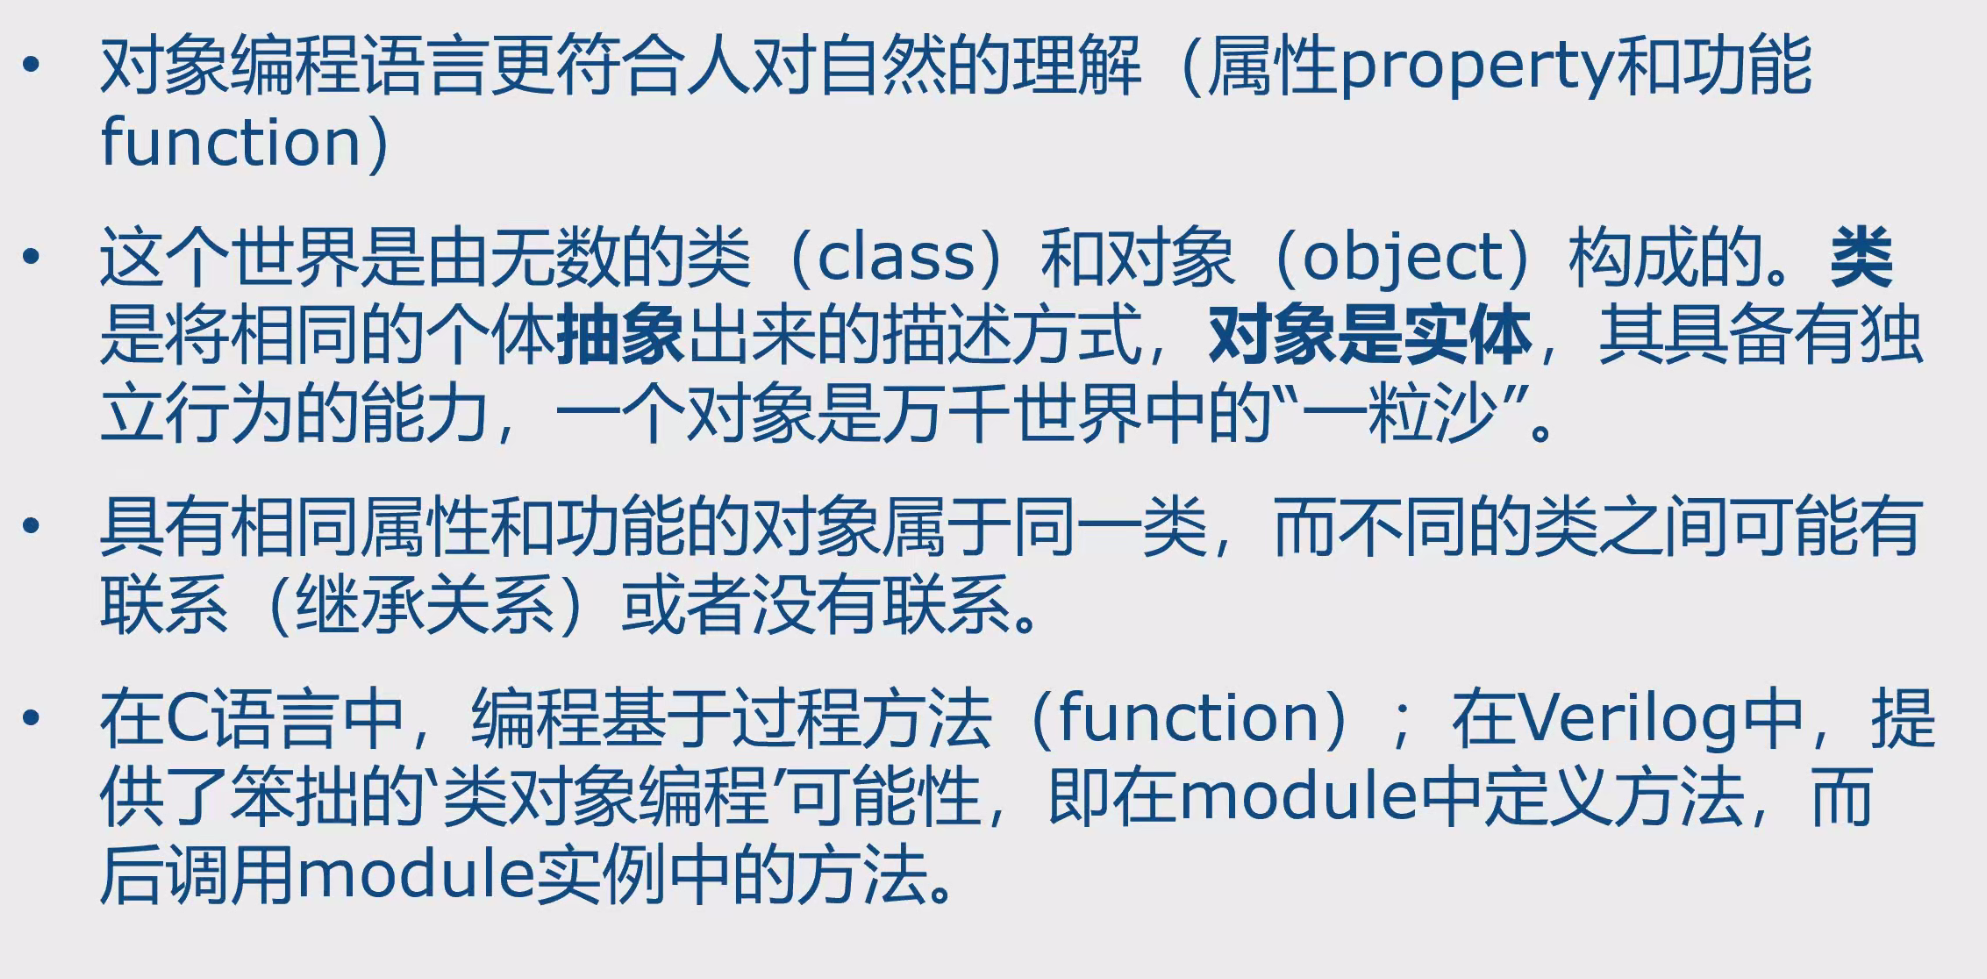 • 对象编程语言更符合人对自然的理解（属性property和功能
function）
• 这个世界是由无数的类（class）和对象（object）构成的。类
是将相同的个体抽象出来的描述方式，对象是实体，其具备有独
立行为的能力，一个对象是万千世界中的“一粒沙”。
• 具有相同属性和功能的对象属于同一类，而不同的类之间可能有
联系（继承关系）或者没有联系。
• 在C语言中，编程基于过程方法（function）；在Verilog中，提
供了笨拙的‘类对象编程’可能性，即在module中定义方法，而
后调用module实例中的方法。